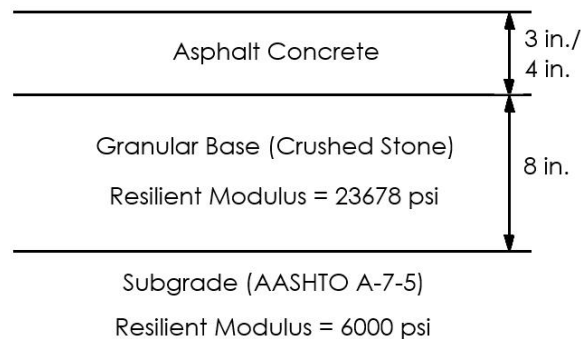 Asphalt Concrete
3 in./
4 in.
Granular Base (Crushed Stone)
Resilient Modulus = 23678 psi
8 in.
Subgrade (AASHTO A-7-5)
Resilient Modulus = 6000 psi